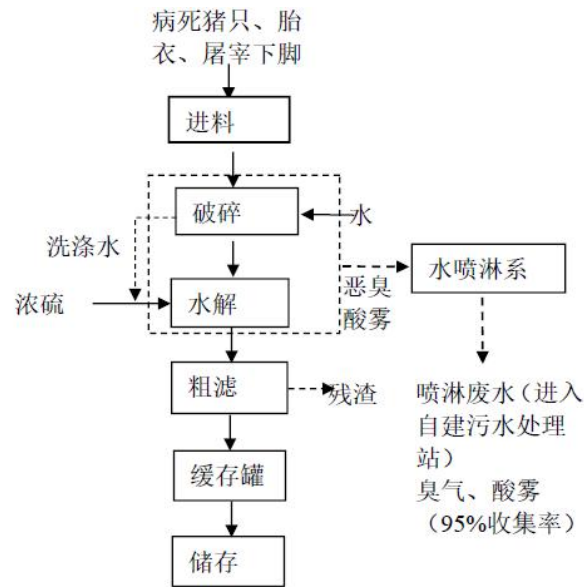 病死猪只、胎
衣、屠宰下脚
进料
破碎
水
洗涤水
水喷淋系
恶臭
酸雾
浓硫
水解
粗滤
残渣
喷淋废水（进入
自建污水处理
站）
臭气、酸雾
（95%收集率）
缓存罐
储存